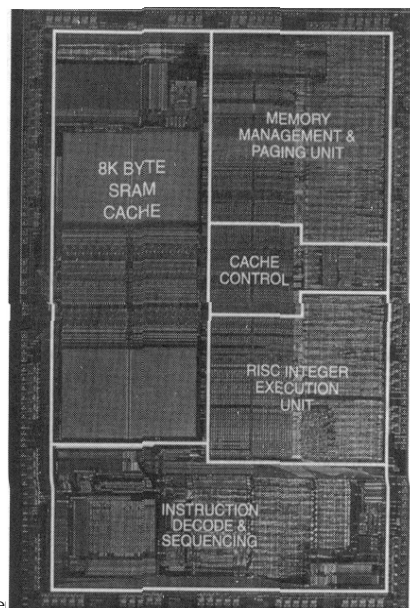 8K BYTE
SRAM
CACHE
MEMORY
MANAGEMENT &
PAGING UNIT
CACHE
CONTROL
RISC INTEGER
EXECUTION
UNIT
INSTRUCTION
DECODE &
SEQUENCING
e